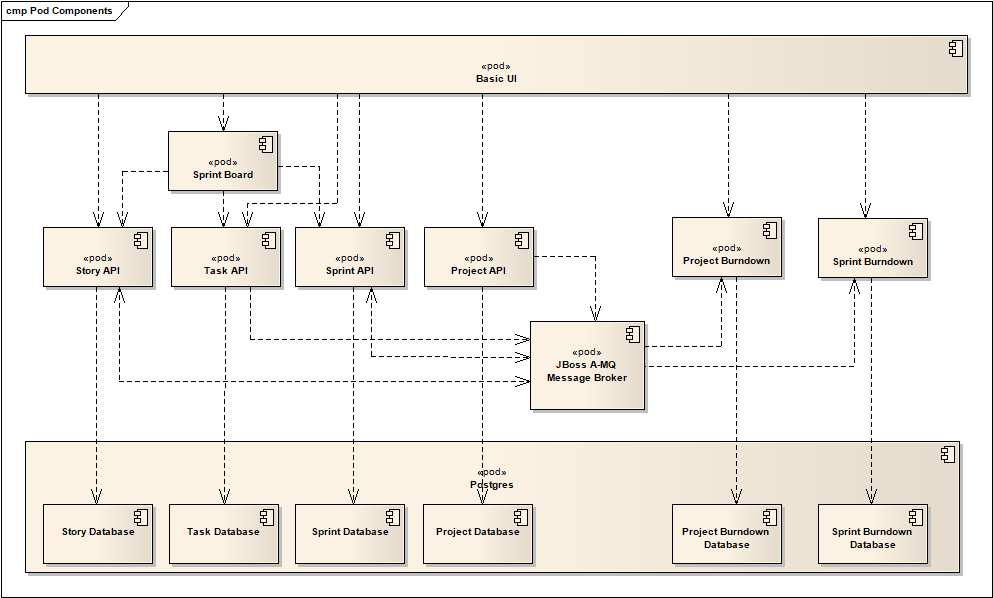 cmp Pod Components
«pod»
Basic UI
«pod»
Sprint Board
«pod»
Story API
«pod»
Task API
«pod»
Sprint API
«pod»
Project API
«pod»
Project Burndown
«pod»
Sprint Burndown
«pod»
JBoss A-MQ
Message Broker
«pod»
Postgres
Story Database
Task Database
Sprint Database
Project Database
Project Burndown
Database
Sprint Burndown
Database